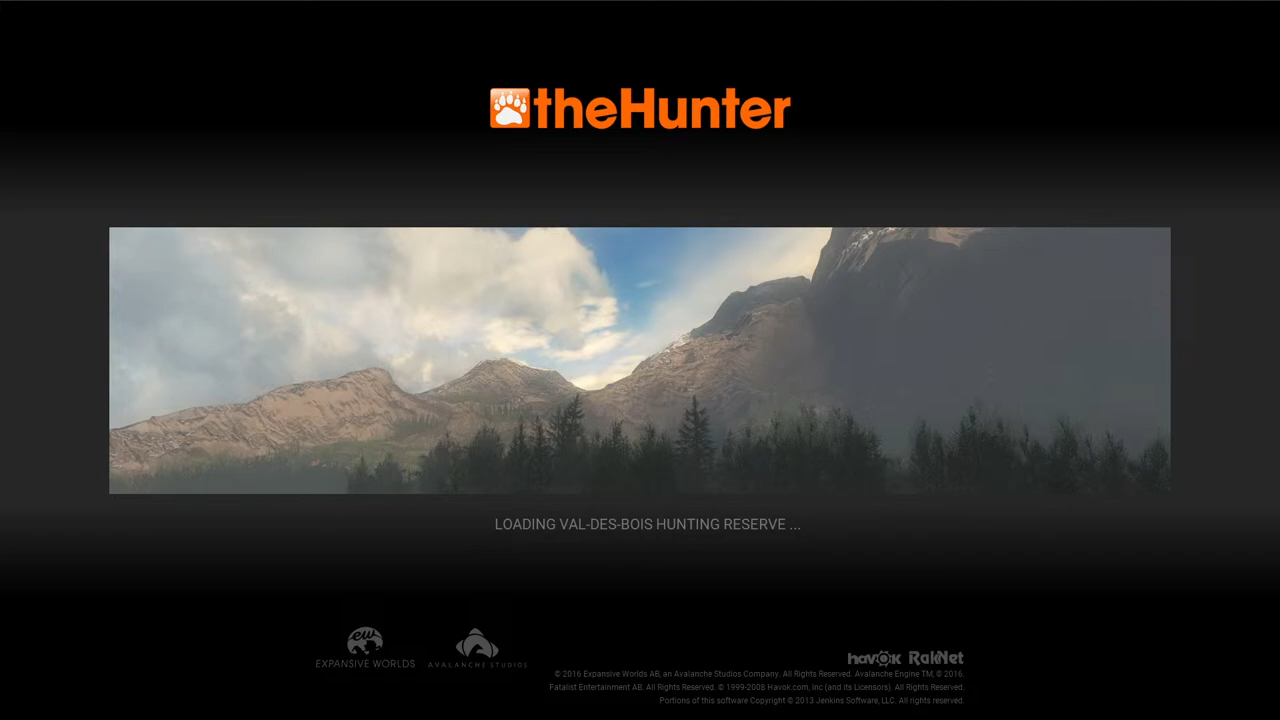 theHunter
LOADING VAL-DES-BOIS HUNTING RESERVE ...
ew
EXPANSIVE WORLDS
AVALANCHE STUDIOS
havok RakNet
© 2016 Expansive Worlds AB, an Avalanche Studios Company. All Rights Reserved. Avalanche Engine TM, © 2016.
Fatalist Entertainment AB. All Rights Reserved. © 1999-2008 Havok.com, Inc (and its Licensors). All Rights Reserved.
Portions of this software Copyright © 2013 Jenkins Software, LLC. All rights reserved.